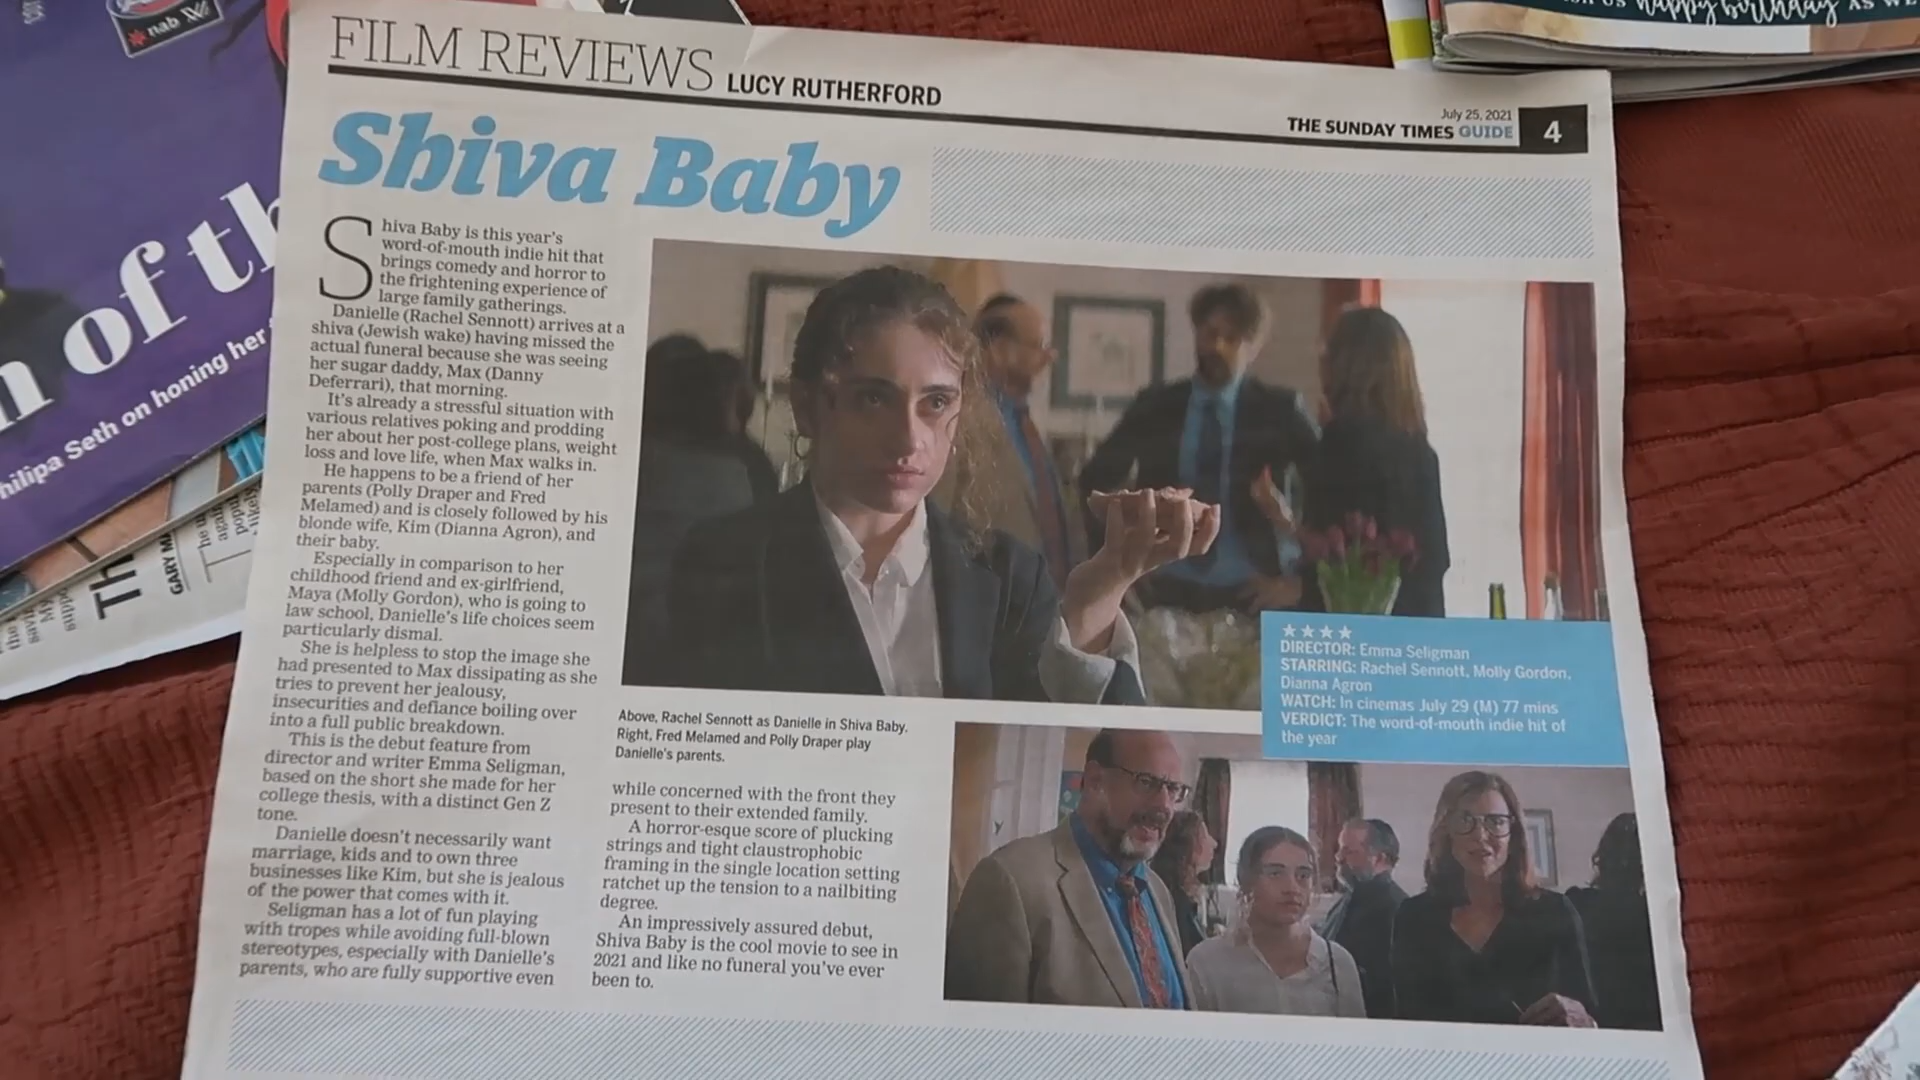 nab
n of th
hilipa Seth on honing her
Th
GARY M
happy birthday AS WE
FILM REVIEWS LUCY RUTHERFORD
July 25, 2021
THE SUNDAY TIMES GUIDE 4
Shiva Baby
Shiva Baby is this year's
word-of-mouth indie hit that
brings comedy and horror to
the frightening experience of
large family gatherings.
Danielle (Rachel Sennott) arrives at a
shiva (Jewish wake) having missed the
actual funeral because she was seeing
her sugar daddy, Max (Danny
Deferrari), that morning.
It's already a stressful situation with
various relatives poking and prodding
her about her post-college plans, weight
loss and love life, when Max walks in.
He happens to be a friend of her
parents (Polly Draper and Fred
Melamed) and is closely followed by his
blonde wife, Kim (Dianna Agron), and
their baby.
Especially in comparison to her
childhood friend and ex-girlfriend,
Maya (Molly Gordon), who is going to
law school, Danielle's life choices seem
particularly dismal.
She is helpless to stop the image she
had presented to Max dissipating as she
tries to prevent her jealousy,
insecurities and defiance boiling over
into a full public breakdown.
This is the debut feature from
director and writer Emma Seligman,
based on the short she made for her
college thesis, with a distinct Gen Z
tone.
Danielle doesn't necessarily want
marriage, kids and to own three
businesses like Kim, but she is jealous
of the power that comes with it.
Seligman has a lot of fun playing
with tropes while avoiding full-blown
stereotypes, especially with Danielle's
parents, who are fully supportive even
Above, Rachel Sennott as Danielle in Shiva Baby.
Right, Fred Melamed and Polly Draper play
Danielle's parents.
while concerned with the front they
present to their extended family.
A horror-esque score of plucking
strings and tight claustrophobic
framing in the single location setting
ratchet up the tension to a nailbiting
degree.
An impressively assured debut,
Shiva Baby is the cool movie to see in
2021 and like no funeral you've ever
been to.
★★★★
DIRECTOR: Emma Seligman
STARRING: Rachel Sennott, Molly Gordon,
Dianna Agron
WATCH: In cinemas July 29 (M) 77 mins
VERDICT: The word-of-mouth indie hit of
the year